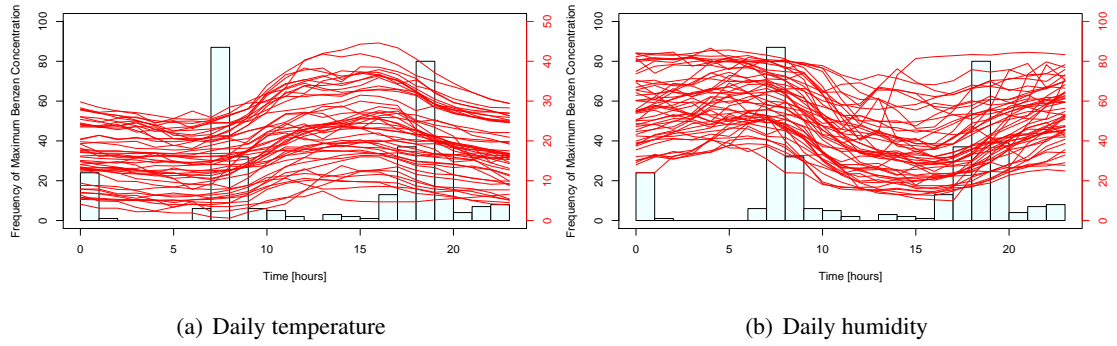 Frequency of Maximum Benzen Concentration
0 20 40 60 80 100
0 10 20 30 40 50
0 5 10 15 20
Time [hours]
(a) Daily temperature
Frequency of Maximum Benzen Concentration
0 20 40 60 80 100
0 20 40 60 80 100
0 5 10 15 20
Time [hours]
(b) Daily humidity